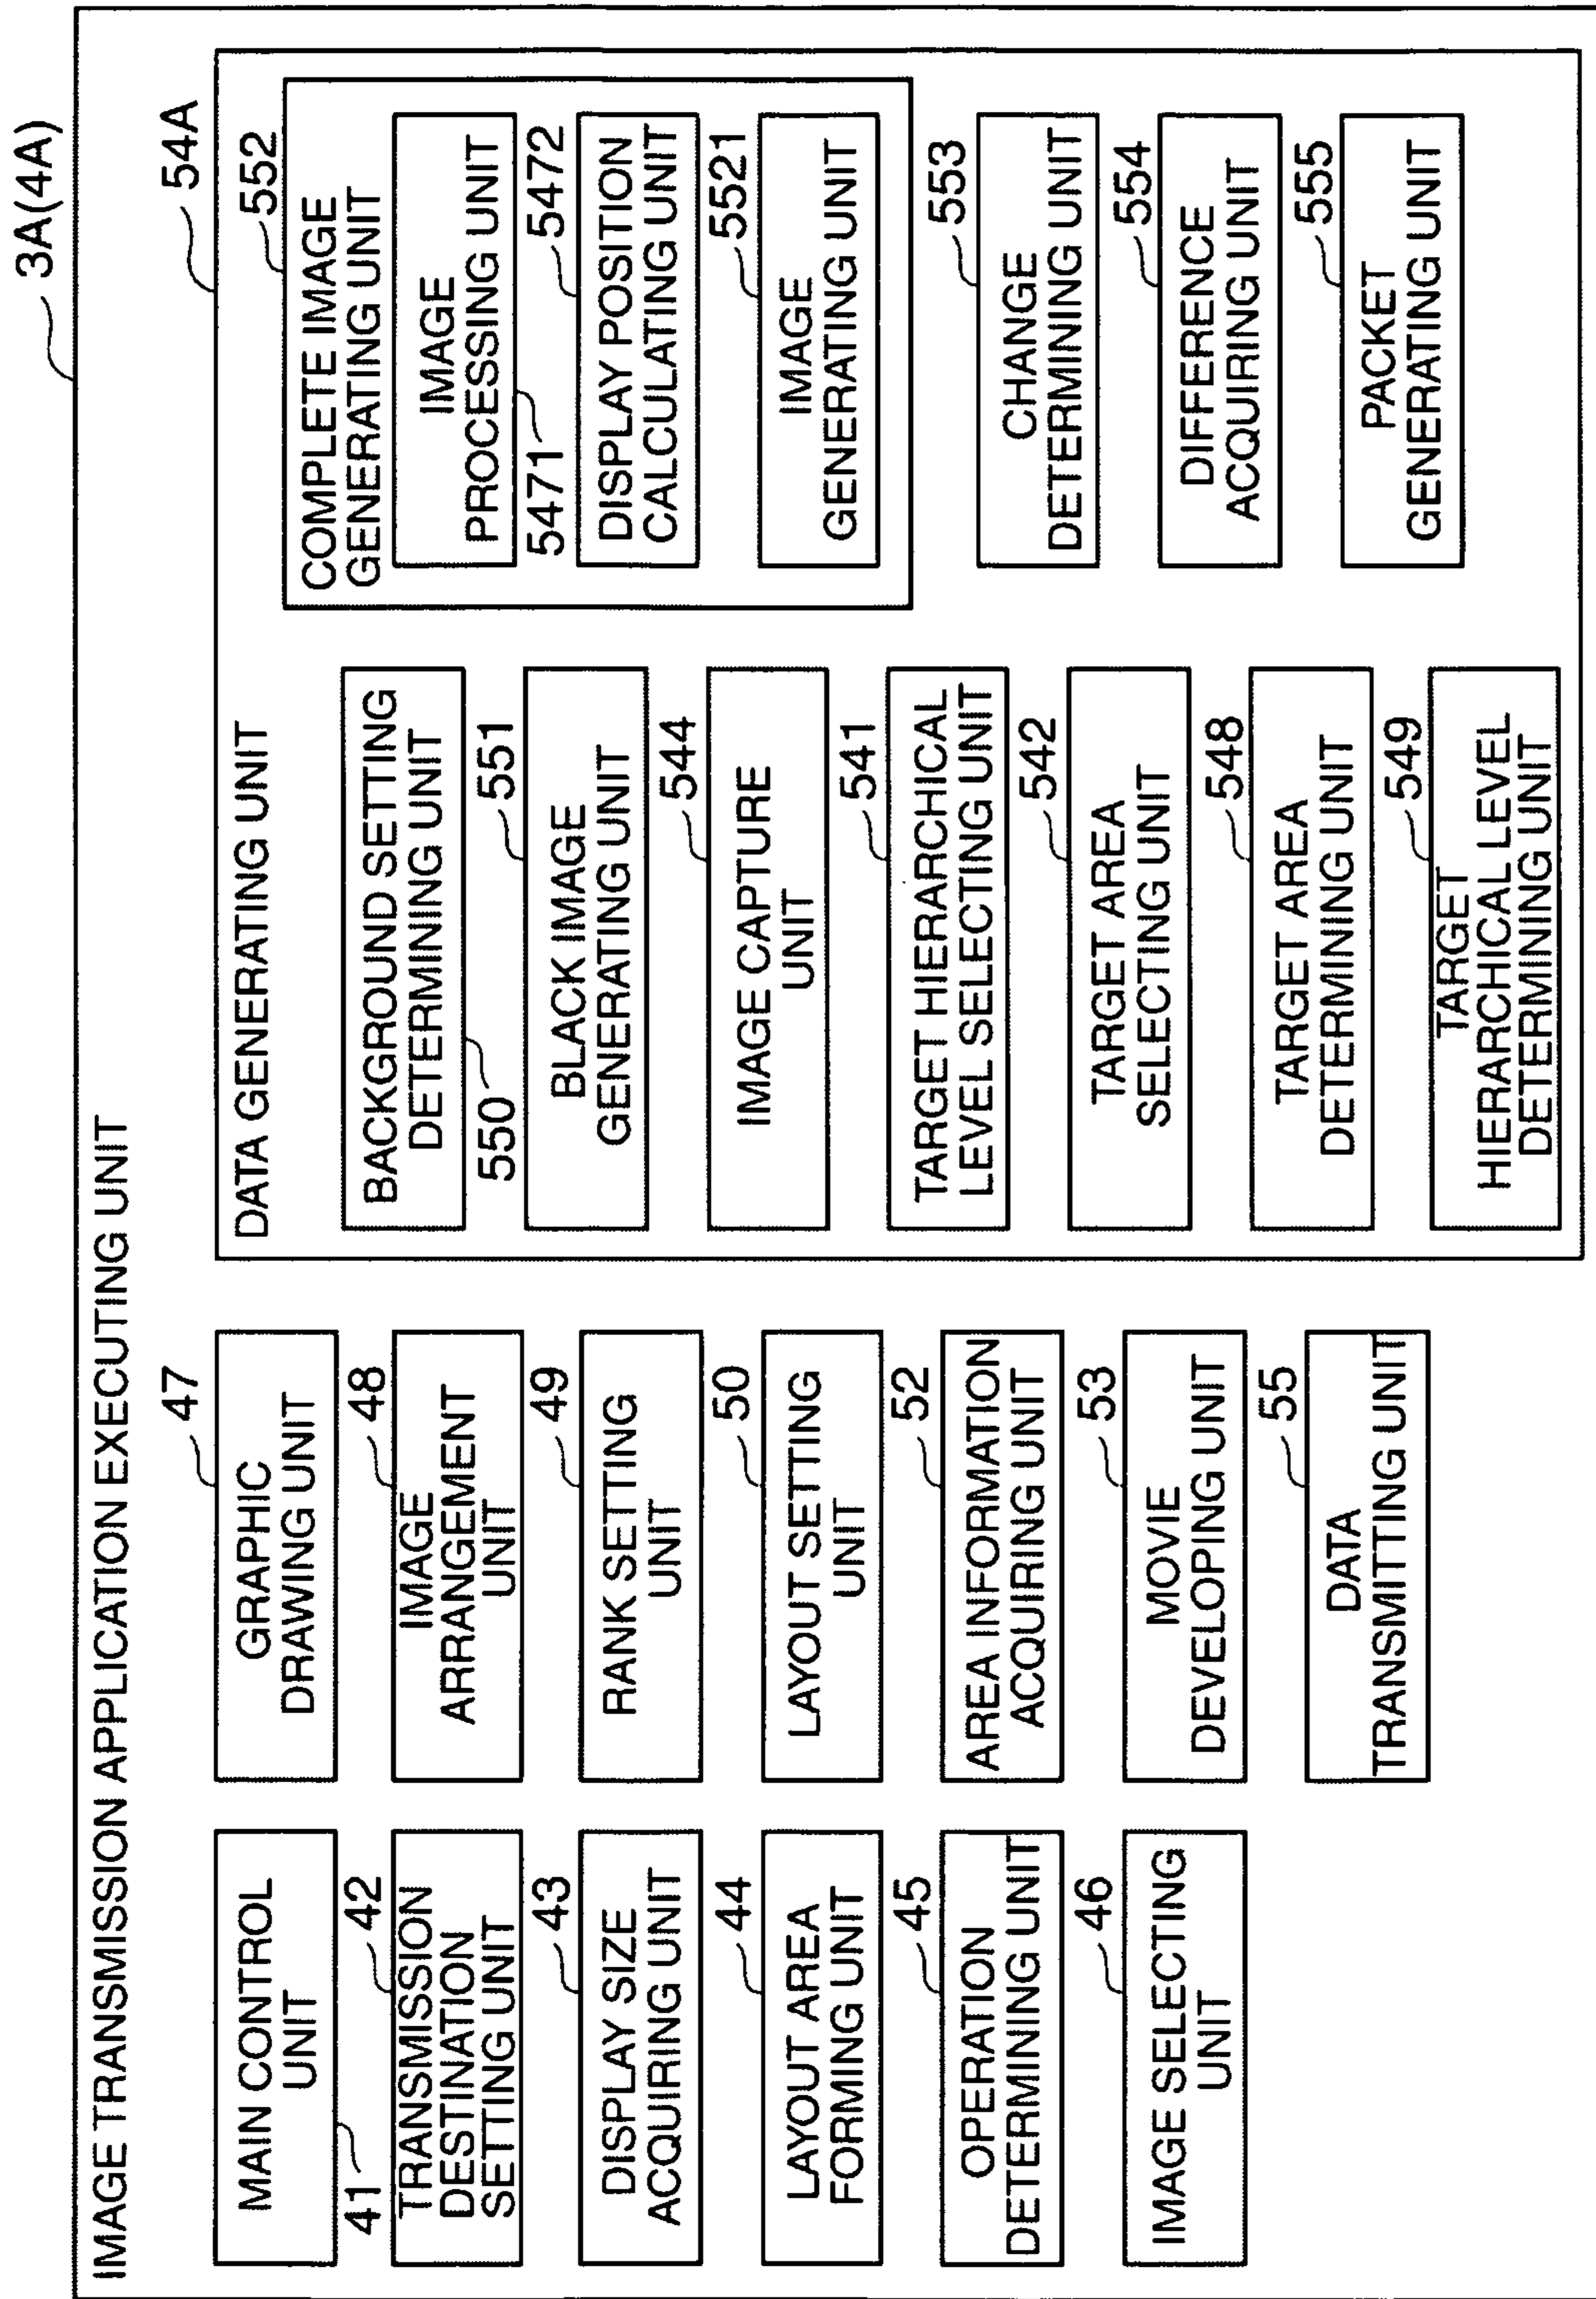 3A(4A)
IMAGE TRANSMISSION APPLICATION EXECUTING UNIT
MAIN CONTROL
UNIT
41
TRANSMISSION
DESTINATION
SETTING UNIT
42
DISPLAY SIZE
ACQUIRING UNIT
43
LAYOUT AREA
FORMING UNIT
44
OPERATION
DETERMINING UNIT
45
IMAGE SELECTING
UNIT
46
GRAPHIC
DRAWING UNIT
47
IMAGE
ARRANGEMENT
UNIT
48
RANK SETTING
UNIT
49
LAYOUT SETTING
UNIT
50
AREA INFORMATION
ACQUIRING UNIT
52
MOVIE
DEVELOPING UNIT
53
DATA
TRANSMITTING UNIT
55
DATA GENERATING UNIT
54A
BACKGROUND SETTING
DETERMINING UNIT
550
BLACK IMAGE
GENERATING UNIT
551
IMAGE CAPTURE
UNIT
544
TARGET HIERARCHICAL
LEVEL SELECTING UNIT
541
TARGET AREA
SELECTING UNIT
542
TARGET AREA
DETERMINING UNIT
548
TARGET
HIERARCHICAL LEVEL
DETERMINING UNIT
549
COMPLETE IMAGE
GENERATING UNIT
552
IMAGE
PROCESSING UNIT
5471
DISPLAY POSITION
CALCULATING UNIT
5472
IMAGE
GENERATING UNIT
5521
CHANGE
DETERMINING UNIT
553
DIFFERENCE
ACQUIRING UNIT
554
PACKET
GENERATING UNIT
555